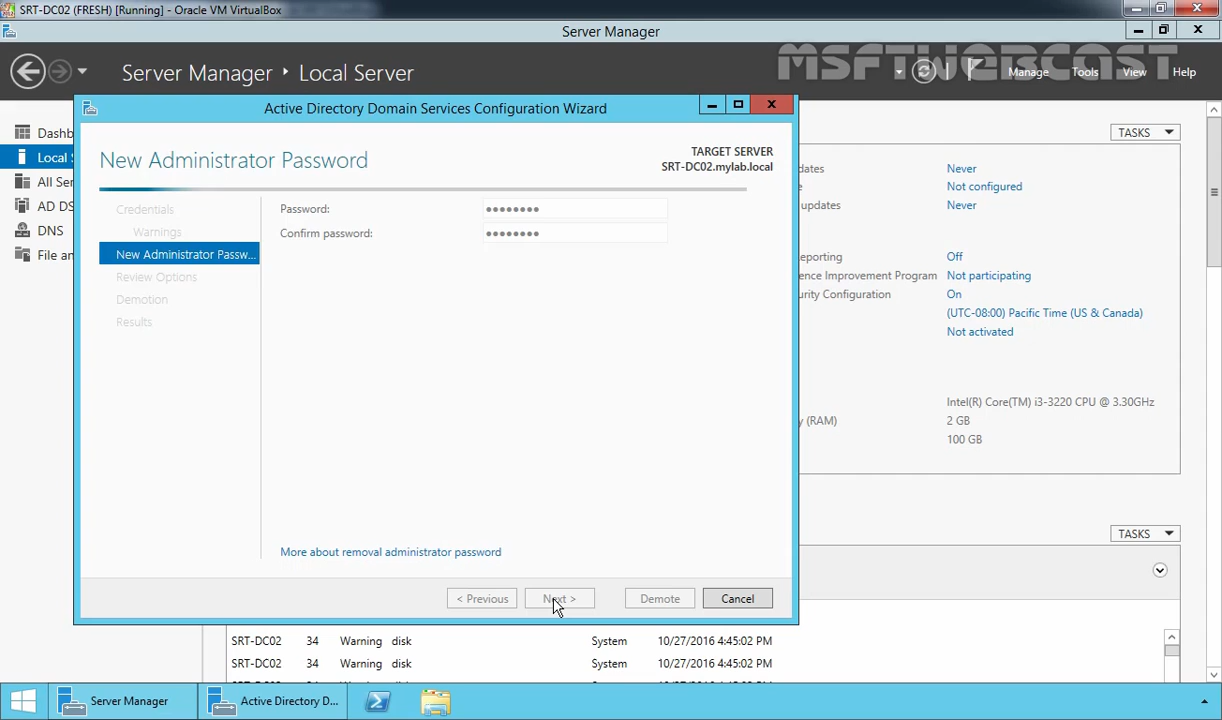 SRT-DC02 (FRESH) [Running] - Oracle VM VirtualBox
Server Manager
Server Manager ‣ Local Server
MSFTWEBCAST
Manage Tools View Help
Active Directory Domain Services Configuration Wizard
Dashb
Local S
All Ser
AD DS
DNS
File an
TASKS
New Administrator Password
TARGET SERVER
SRT-DC02.mylab.local
Credentials
Warnings
New Administrator Passw...
Review Options
Demotion
Results
Password: ••••••••
Confirm password: ••••••••
More about removal administrator password
< Previous Next > Demote Cancel
dates Never
e Not configured
updates Never
eporting Off
ence Improvement Program Not participating
urity Configuration On
(UTC-08:00) Pacific Time (US & Canada)
Not activated
Intel(R) Core(TM) i3-3220 CPU @ 3.30GHz
y (RAM) 2 GB
100 GB
TASKS
SRT-DC02 34 Warning disk System 10/27/2016 4:45:02 PM
SRT-DC02 34 Warning disk System 10/27/2016 4:45:02 PM
Server Manager
Active Directory D...